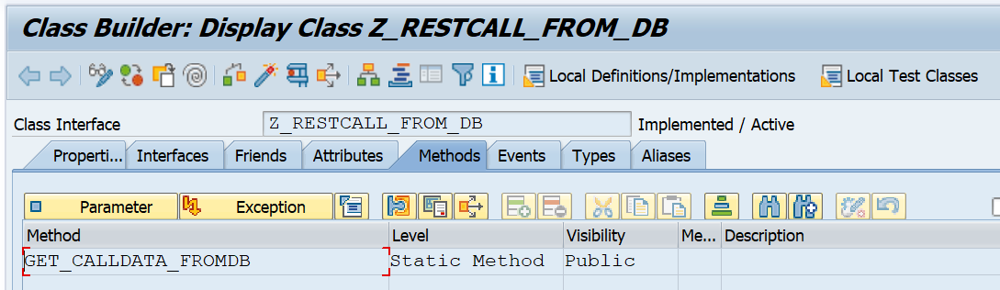 Class Builder: Display Class Z_RESTCALL_FROM_DB
Local Definitions/Implementations Local Test Classes
Class Interface Z_RESTCALL_FROM_DB Implemented / Active
Properti... Interfaces Friends Attributes Methods Events Types Aliases
Parameter Exception
Method Level Visibility Me... Description
GET_CALLDATA_FROMDB Static Method Public